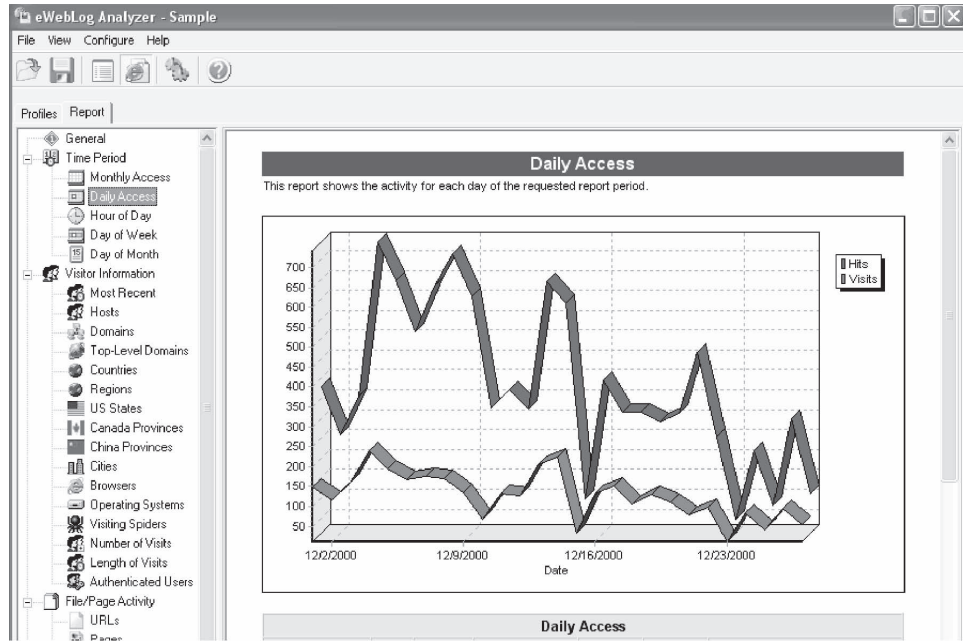 eWebLog Analyzer - Sample
File View Configure Help
Profiles Report
General
Time Period
Monthly Access
Daily Access
Hour of Day
Day of Week
15 Day of Month
Visitor Information
Most Recent
Hosts
Domains
Top-Level Domains
Countries
Regions
US States
Canada Provinces
China Provinces
Cities
Browsers
Operating Systems
Visiting Spiders
Number of Visits
Length of Visits
Authenticated Users
File/Page Activity
URLs
Pages
Daily Access
This report shows the activity for each day of the requested report period.
700
650
600
550
500
450
400
350
300
250
200
150
100
50
12/2/2000 12/9/2000 12/16/2000 12/23/2000
Date
Hits
Visits
Daily Access